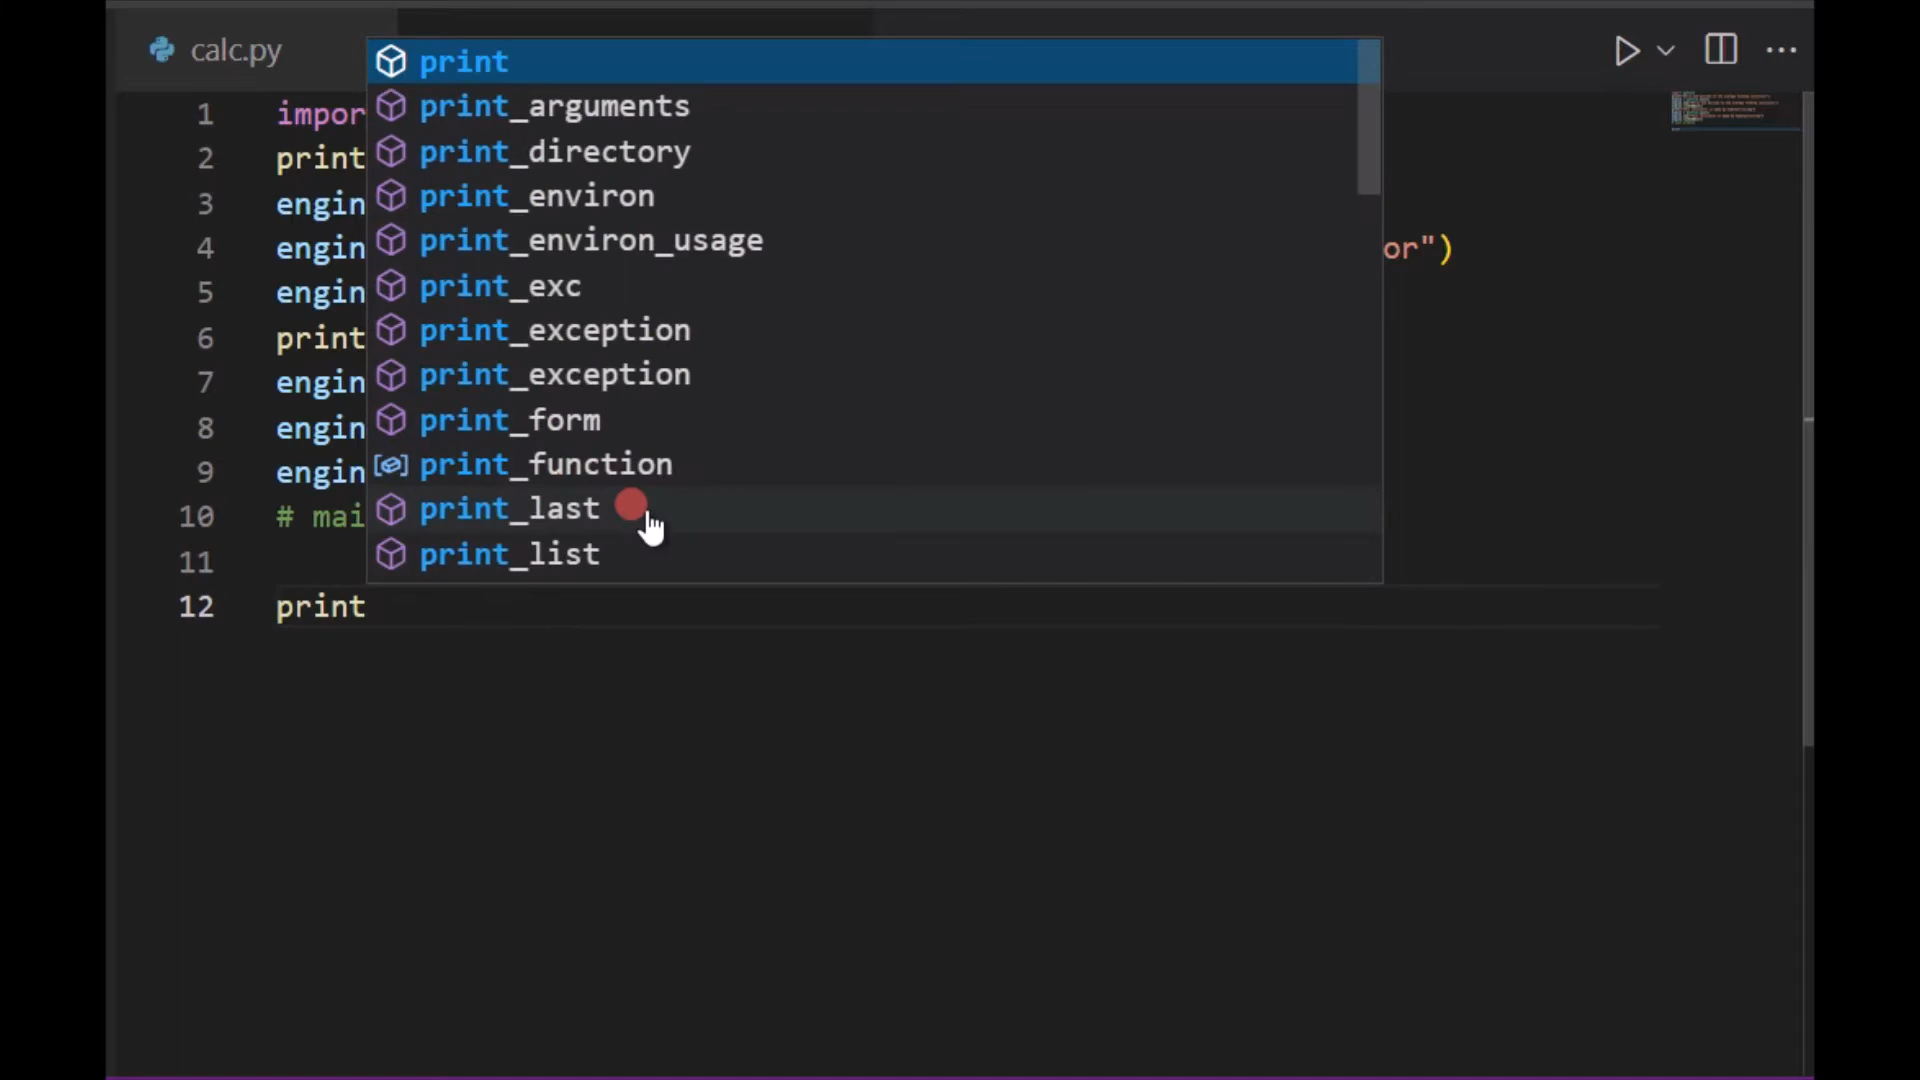 calc.py
print
1 impor print_arguments
2 print print_directory
3 engin print_environ
4 engin print_environ_usage or")
5 engin print_exc
6 print print_exception
7 engin print_exception
8 engin print_form
9 engin print_function
10 # mai print_last
11 print_list
12 print